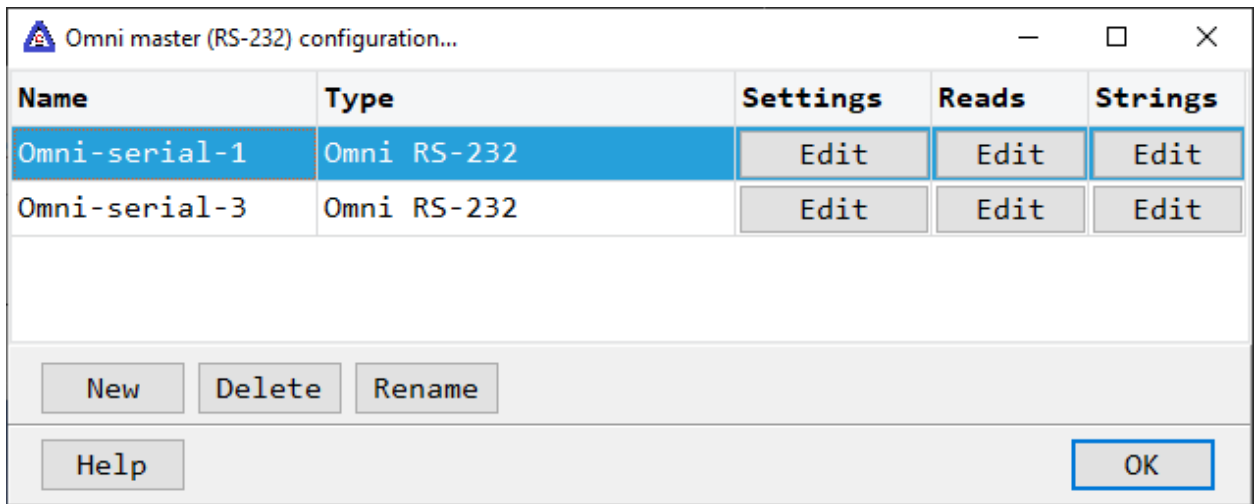 Omni master (RS-232) configuration...
Name Type Settings Reads Strings
Omni-serial-1 Omni RS-232 Edit Edit Edit
Omni-serial-3 Omni RS-232 Edit Edit Edit
New Delete Rename
Help OK